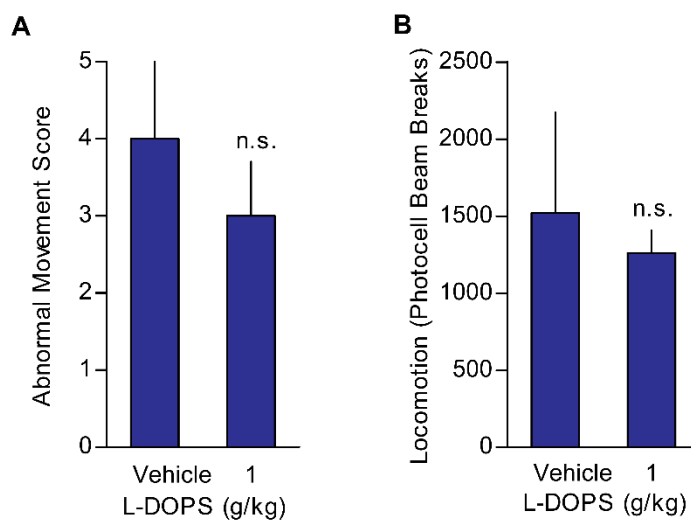 A
Abnormal Movement Score
5
4
3
2
1
0
n.s.
Vehicle 1
L-DOPS (g/kg)
B
Locomotion (Photocell Beam Breaks)
2500
2000
1500
1000
500
0
n.s.
Vehicle 1
L-DOPS (g/kg)